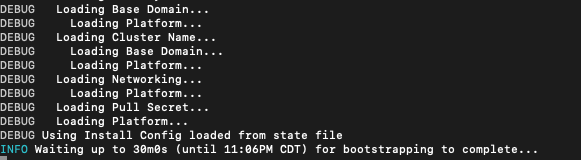 DEBUG Loading Base Domain...
DEBUG Loading Platform...
DEBUG Loading Cluster Name...
DEBUG Loading Base Domain...
DEBUG Loading Platform...
DEBUG Loading Networking...
DEBUG Loading Platform...
DEBUG Loading Pull Secret...
DEBUG Loading Platform...
DEBUG Using Install Config loaded from state file
INFO Waiting up to 30m0s (until 11:06PM CDT) for bootstrapping to complete...